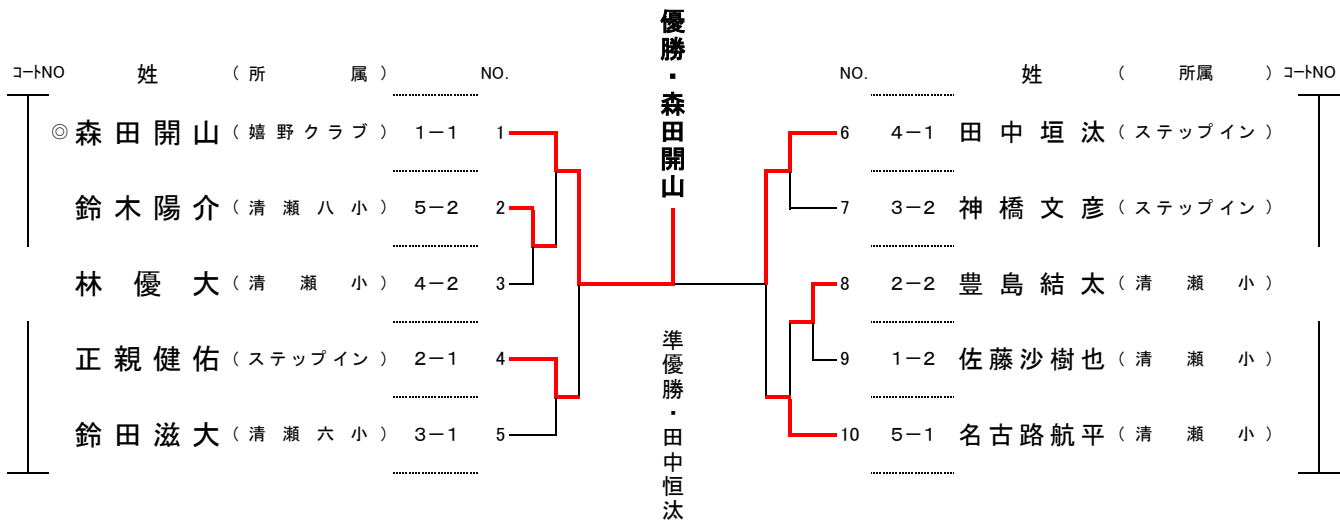 優勝・森田開山
コートNO 姓 (所属) NO.
◎ 森田開山 (嬉野クラブ) 1-1 1
鈴木陽介 (清瀬八小) 5-2 2
林優大 (清瀬小) 4-2 3
正親健佑 (ステップイン) 2-1 4
鈴田滋大 (清瀬六小) 3-1 5
NO. 姓 (所属) コートNO
6 4-1 田中垣汰 (ステップイン)
7 3-2 神橋文彦 (ステップイン)
8 2-2 豊島結太 (清瀬小)
9 1-2 佐藤沙樹也 (清瀬小)
10 5-1 名古路航平 (清瀬小)
準優勝・田中恒汰